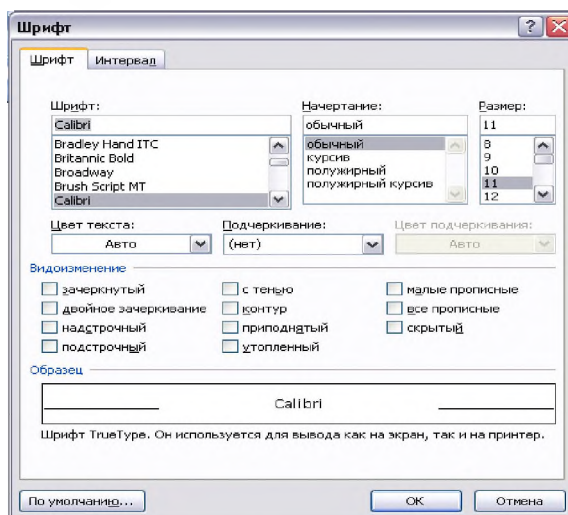 Шрифт
Шрифт Интервал
Шрифт: Начертание: Размер:
Calibri обычный 11
Bradley Hand ITC обычный 8
Britannic Bold курсив 9
Broadway полужирный 10
Brush Script MT полужирный курсив 11
Calibri 12
Цвет текста: Подчеркивание: Цвет подчеркивания:
Авто (нет) Авто
Видоизменение
зачеркнутый с тенью малые прописные
двойное зачеркивание контур все прописные
надстрочный приподнятый скрытый
подстрочный утопленный
Образец
Calibri
Шрифт TrueType. Он используется для вывода как на экран, так и на принтер.
По умолчанию... ОК Отмена